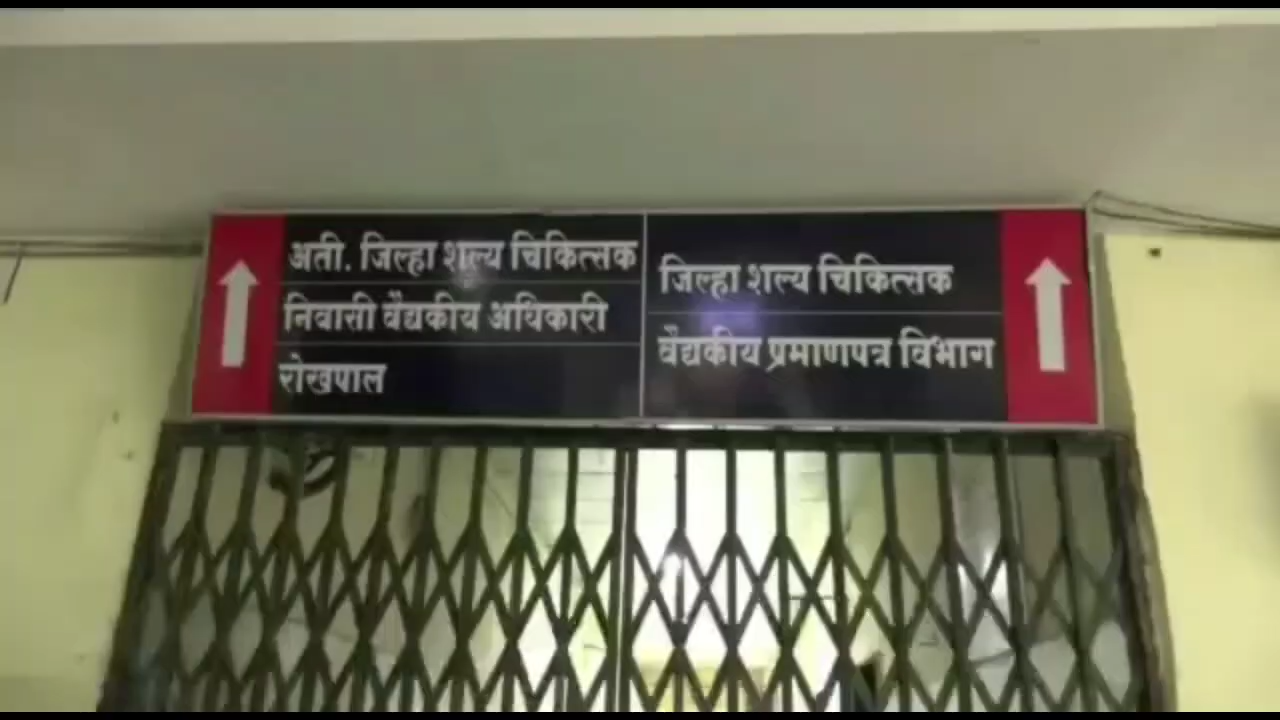 अती. जिल्हा शल्य चिकित्सक
निवासी वैद्यकीय अधिकारी
रोखपाल
जिल्हा शल्य चिकित्सक
वैद्यकीय प्रमाणपत्र विभाग